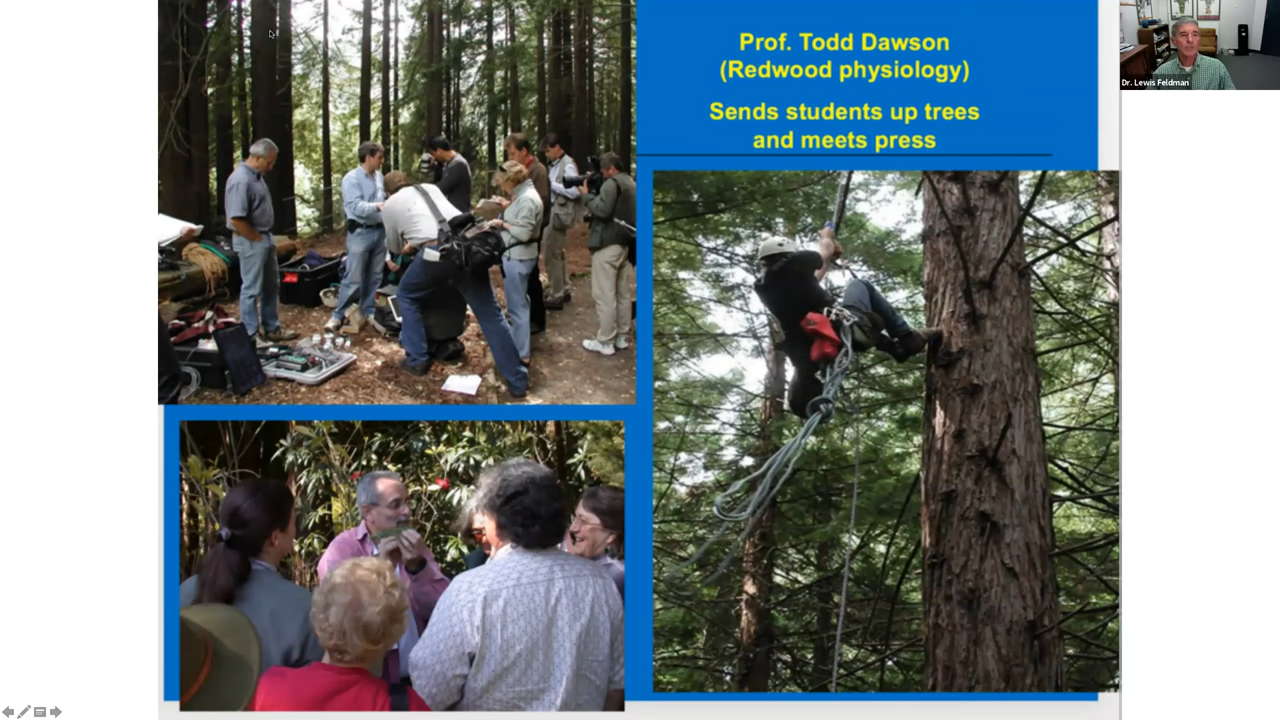 Prof. Todd Dawson
(Redwood physiology)
Sends students up trees
and meets press
Dr. Lewis Feldman